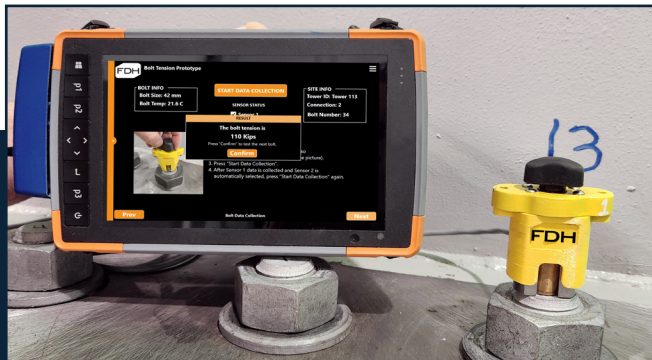 FDH
Bolt Tension Prototype
BOLT INFO
Bolt Size: 42 mm
Bolt Temp: 21.6 C
START DATA COLLECTION
SENSOR STATUS
Sensor 1
SITE INFO
Tower ID: Tower 113
Connection: 2
Bolt Number: 34
RESULT
The bolt tension is
110 Kips
Press "Confirm" to test the next bolt.
Confirm
picture).
3. Press "Start Data Collection".
4. After Sensor 1 data is collected and Sensor 2 is
automatically selected, press "Start Data Collection" again.
Prev
Bolt Data Collection
Next
P1
P2
L
P3
13
1
FDH